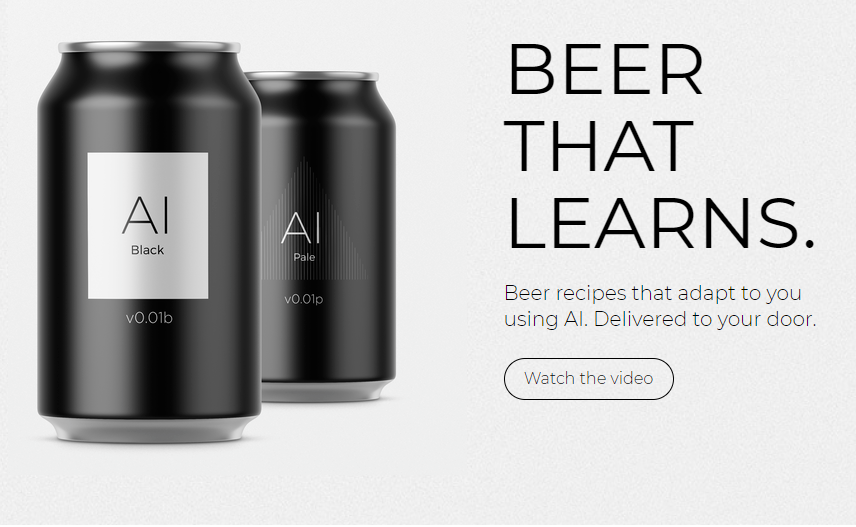 AI
Black
v0.01b
AI
Pale
v0.01p
BEER
THAT
LEARNS.
Beer recipes that adapt to you
using AI. Delivered to your door.
Watch the video